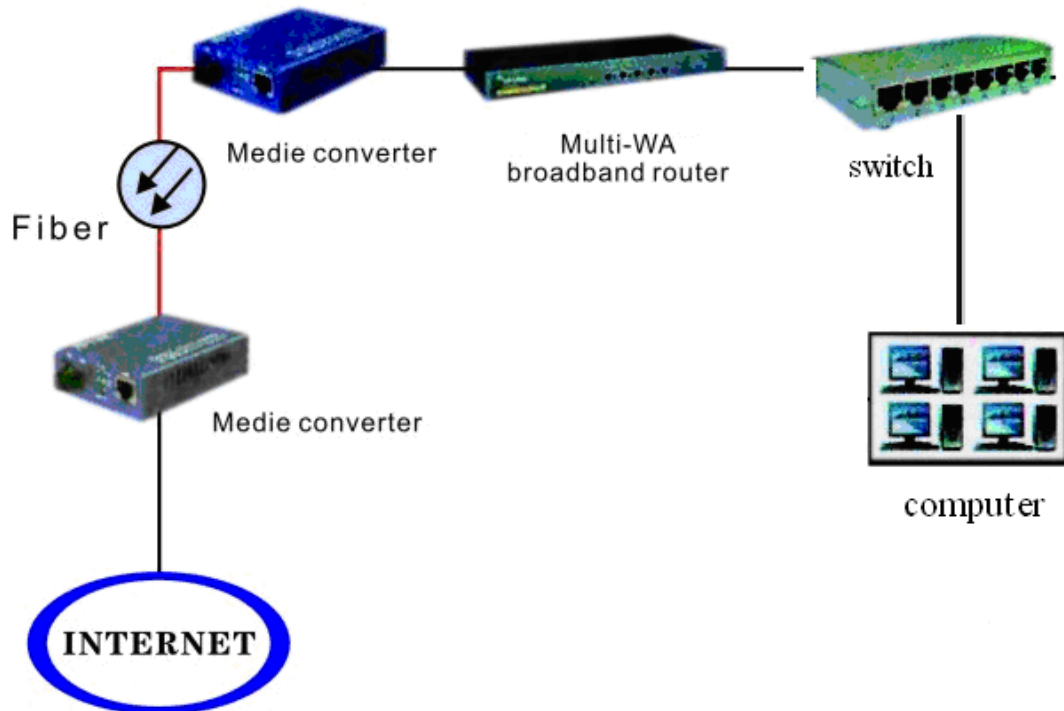 Medie converter
Multi-WA
broadband router
switch
Fiber
Medie converter
computer
INTERNET